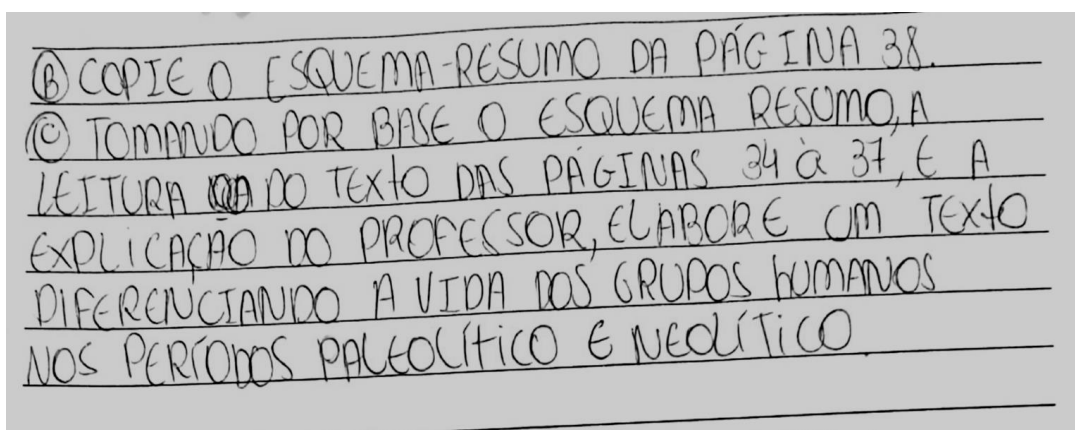 Ⓑ COPIE O ESQUEMA-RESUMO DA PÁGINA 38.
Ⓒ TOMANDO POR BASE O ESQUEMA RESUMO, A
LEITURA DO TEXTO DAS PÁGINAS 34 à 37, E A
EXPLICAÇÃO DO PROFESSOR, ELABORE UM TEXTO
DIFERENCIANDO A VIDA DOS GRUPOS HUMANOS
NOS PERÍODOS PALEOLÍTICO E NEOLÍTICO.